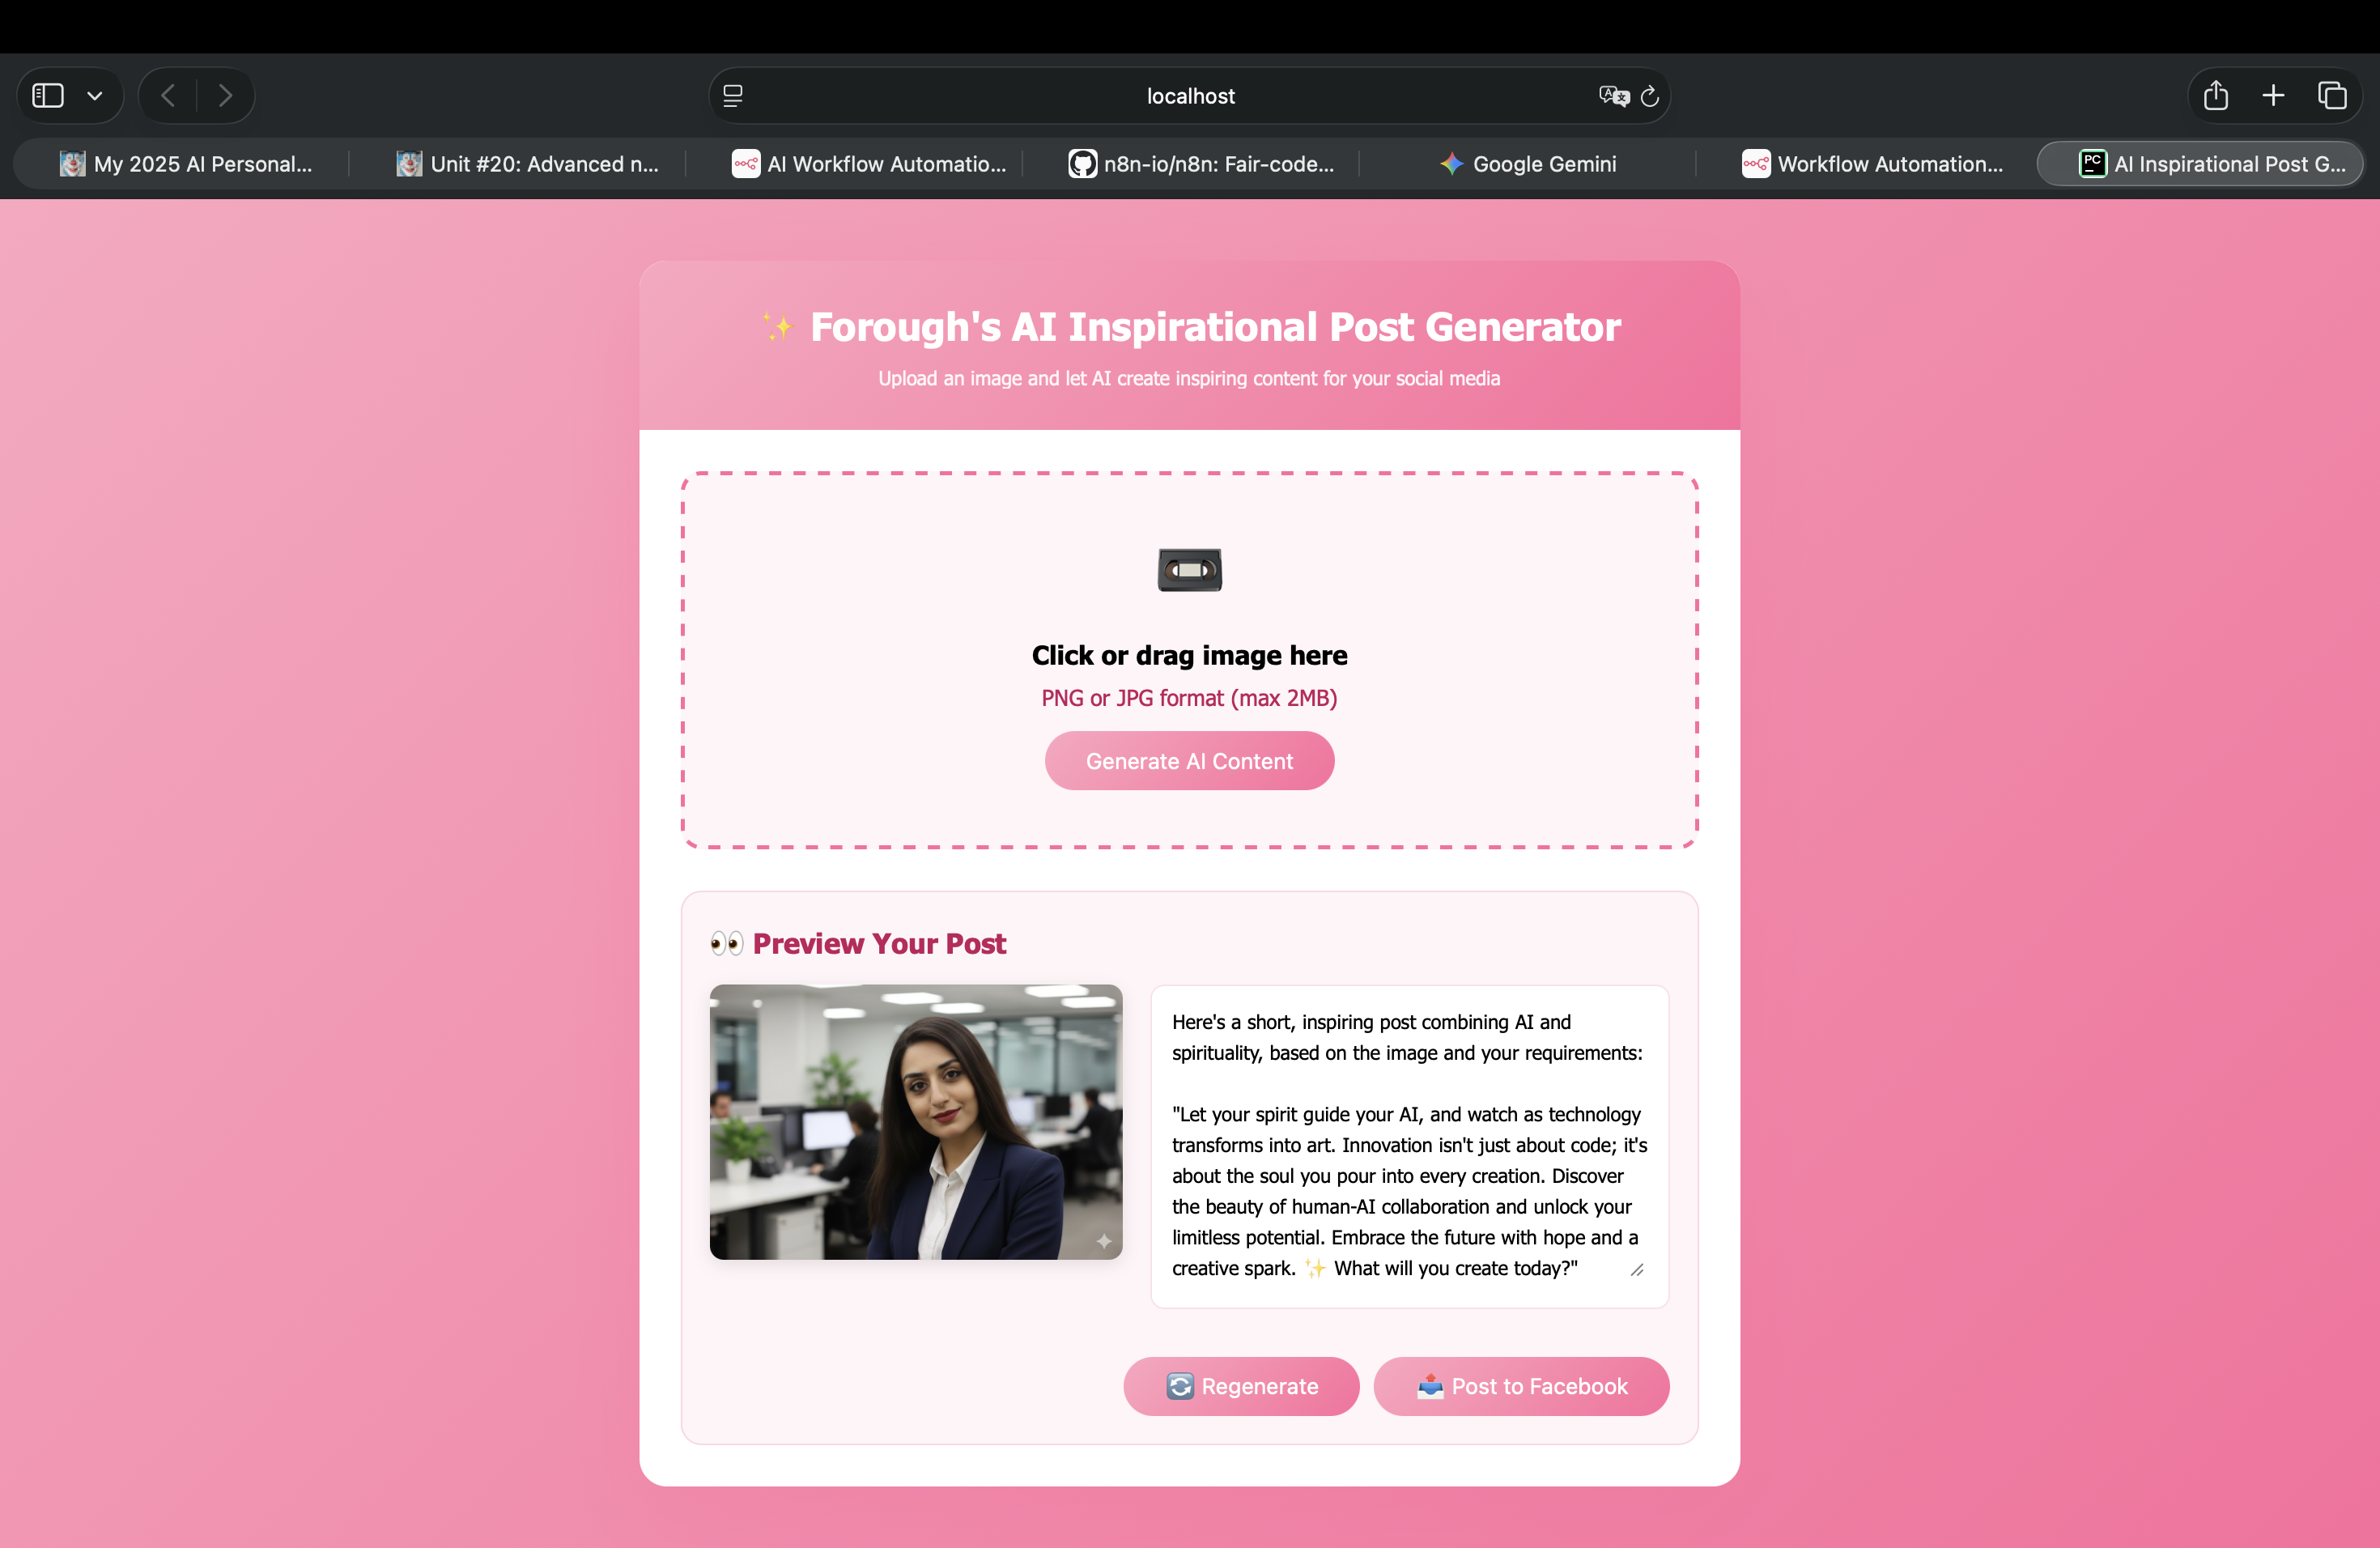 localhost
My 2025 AI Personal...
Unit #20: Advanced n...
AI Workflow Automatio...
n8n-io/n8n: Fair-code...
Google Gemini
Workflow Automation...
PC
AI Inspirational Post G...
✨ Forough's AI Inspirational Post Generator
Upload an image and let AI create inspiring content for your social media
Click or drag image here
PNG or JPG format (max 2MB)
Generate AI Content
👀 Preview Your Post
Here's a short, inspiring post combining AI and
spirituality, based on the image and your requirements:
"Let your spirit guide your AI, and watch as technology
transforms into art. Innovation isn't just about code; it's
about the soul you pour into every creation. Discover
the beauty of human-AI collaboration and unlock your
limitless potential. Embrace the future with hope and a
creative spark. ✨ What will you create today?"
🔄 Regenerate
📤 Post to Facebook